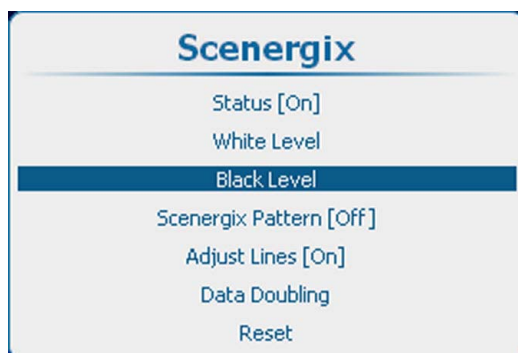 Scenergix
Status [On]
White Level
Black Level
Scenergix Pattern [Off]
Adjust Lines [On]
Data Doubling
Reset